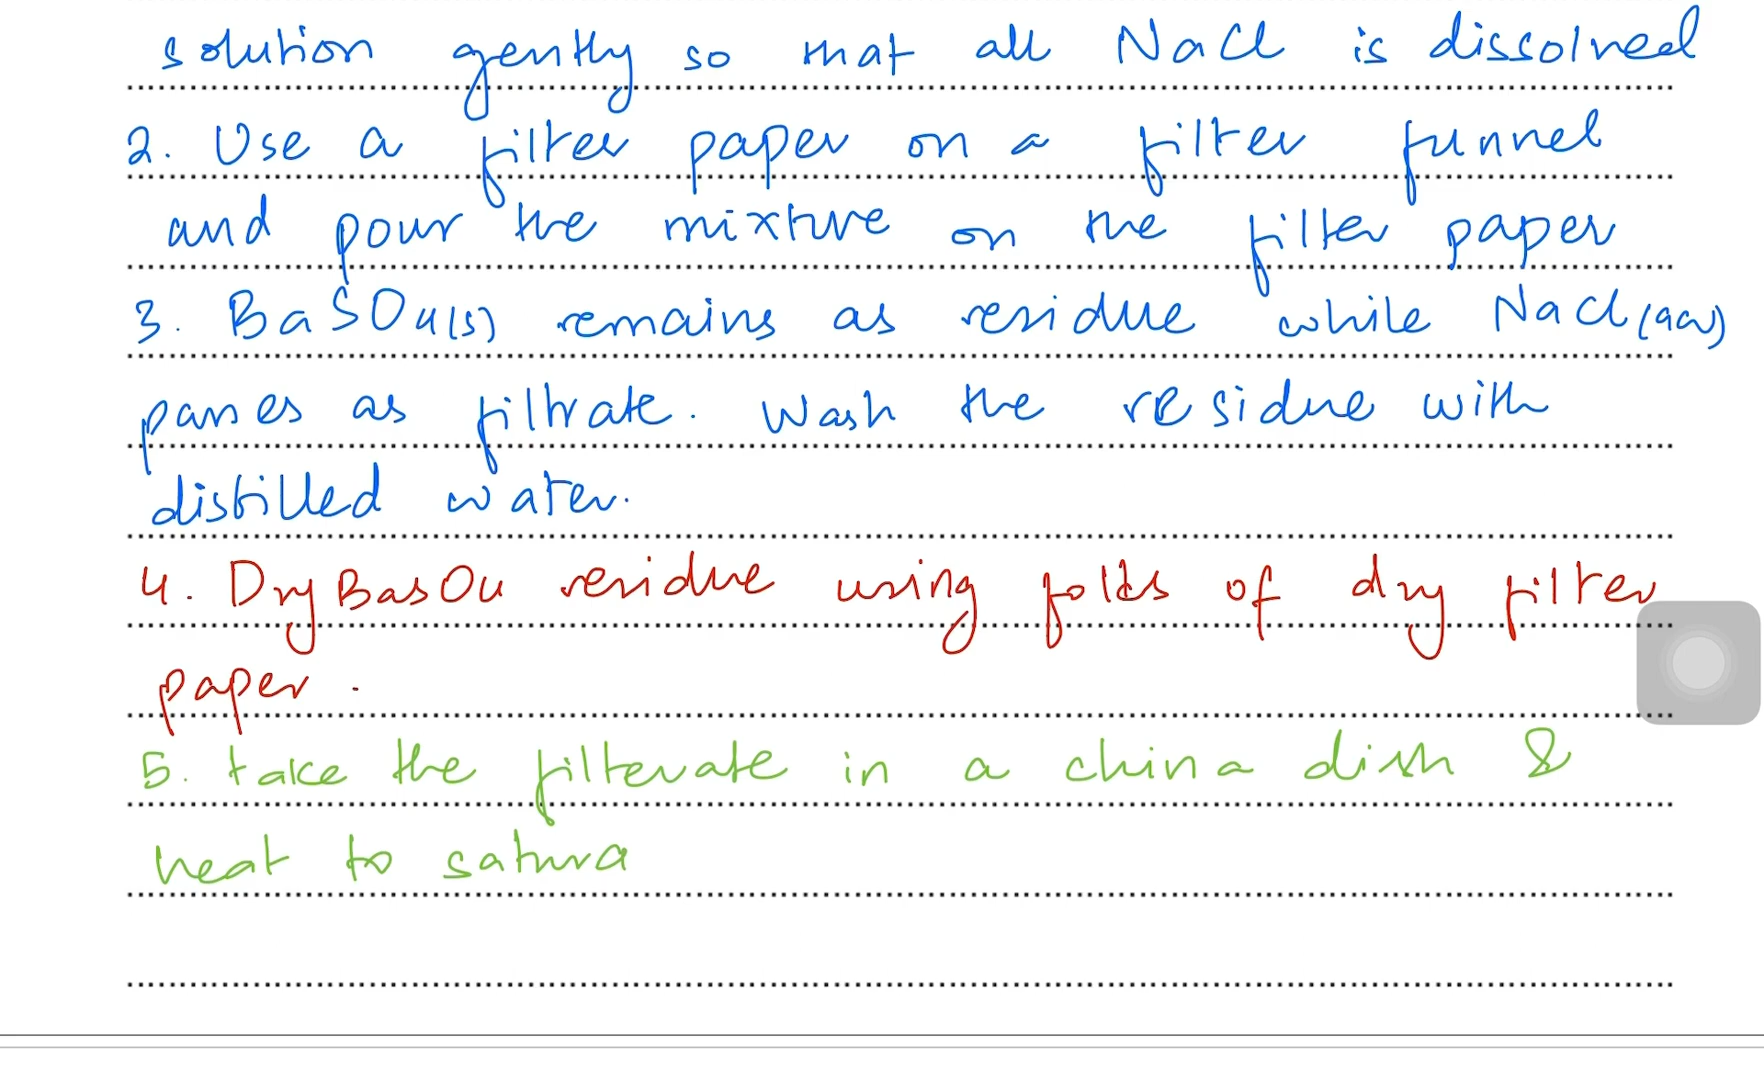 solution gently so that all NaCl is dissolved
2. Use a filter paper on a filter funnel
and pour the mixture on the filter paper
3. BaSO4(s) remains as residue while NaCl(aq)
passes as filtrate. Wash the residue with
distilled water.
4. Dry BaSO4 residue using folds of dry filter
paper.
5. take the filterate in a china dish &
heat to satura